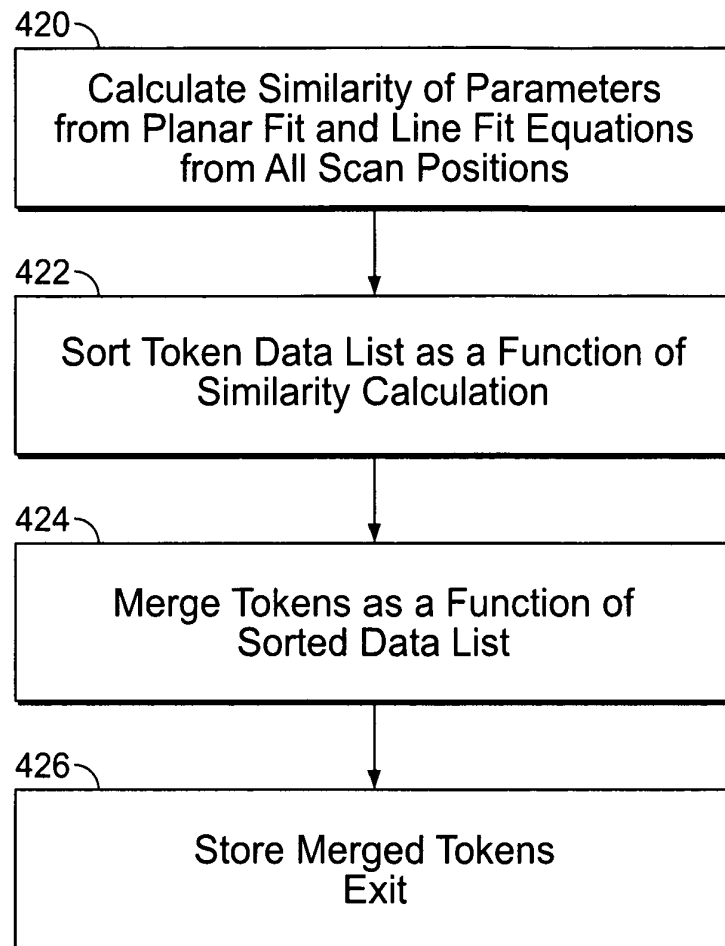 420
Calculate Similarity of Parameters
from Planar Fit and Line Fit Equations
from All Scan Positions
422
Sort Token Data List as a Function of
Similarity Calculation
424
Merge Tokens as a Function of
Sorted Data List
426
Store Merged Tokens
Exit